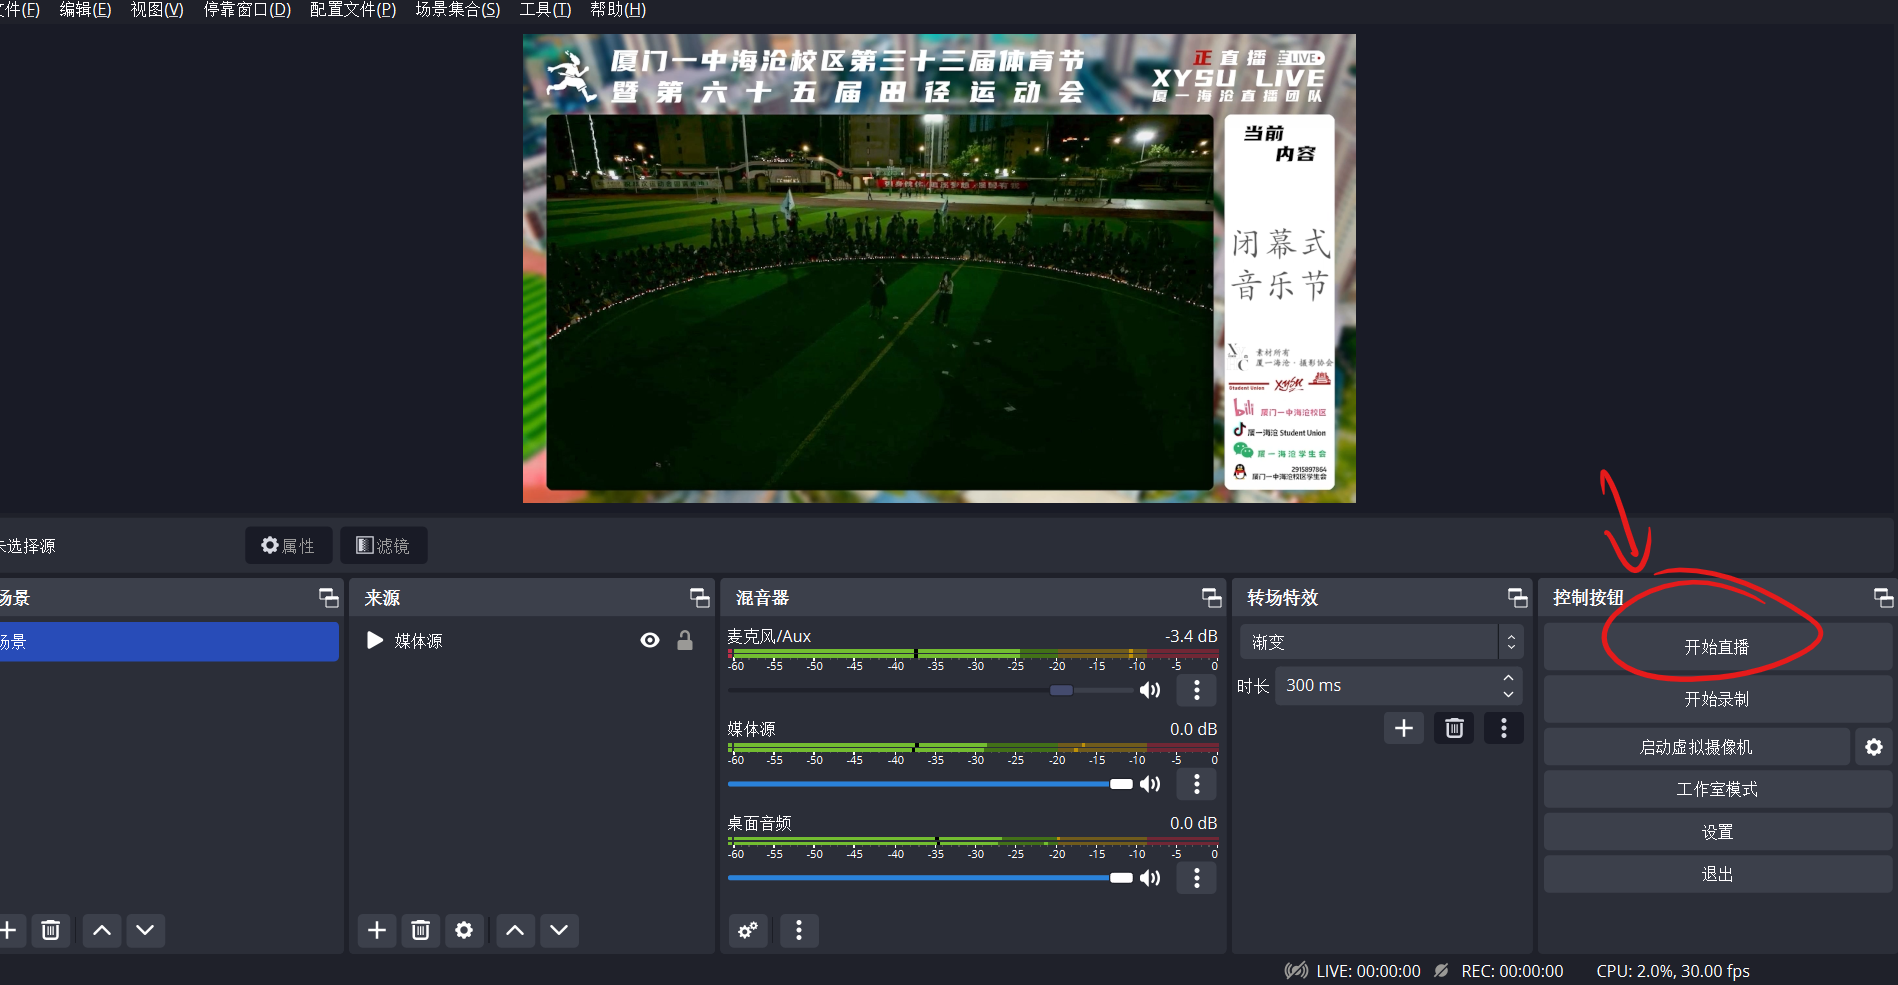 文件(F) 编辑(E) 视图(V) 停靠窗口(D) 配置文件(P) 场景集合(S) 工具(T) 帮助(H)
厦门一中海沧校区第三十三届体育节
暨第六十五届田径运动会
正直播 LIVE
XYSU LIVE
厦一海沧直播团队
当前
内容
闭幕式
音乐节
素材所有
厦一海沧·摄影协会
Student Union
bili 厦门一中海沧校区
厦一海沧 Student Union
厦一海沧学生会
2915897864
厦门一中海沧校区学生会
未选择源
属性
滤镜
场景
场景
来源
媒体源
混音器
麦克风/Aux -3.4 dB
-60 -55 -50 -45 -40 -35 -30 -25 -20 -15 -10 -5 0
媒体源 0.0 dB
-60 -55 -50 -45 -40 -35 -30 -25 -20 -15 -10 -5 0
桌面音频 0.0 dB
-60 -55 -50 -45 -40 -35 -30 -25 -20 -15 -10 -5 0
转场特效
渐变
时长 300 ms
控制按钮
开始直播
开始录制
启动虚拟摄像机
工作室模式
设置
退出
LIVE: 00:00:00 REC: 00:00:00 CPU: 2.0%, 30.00 fps